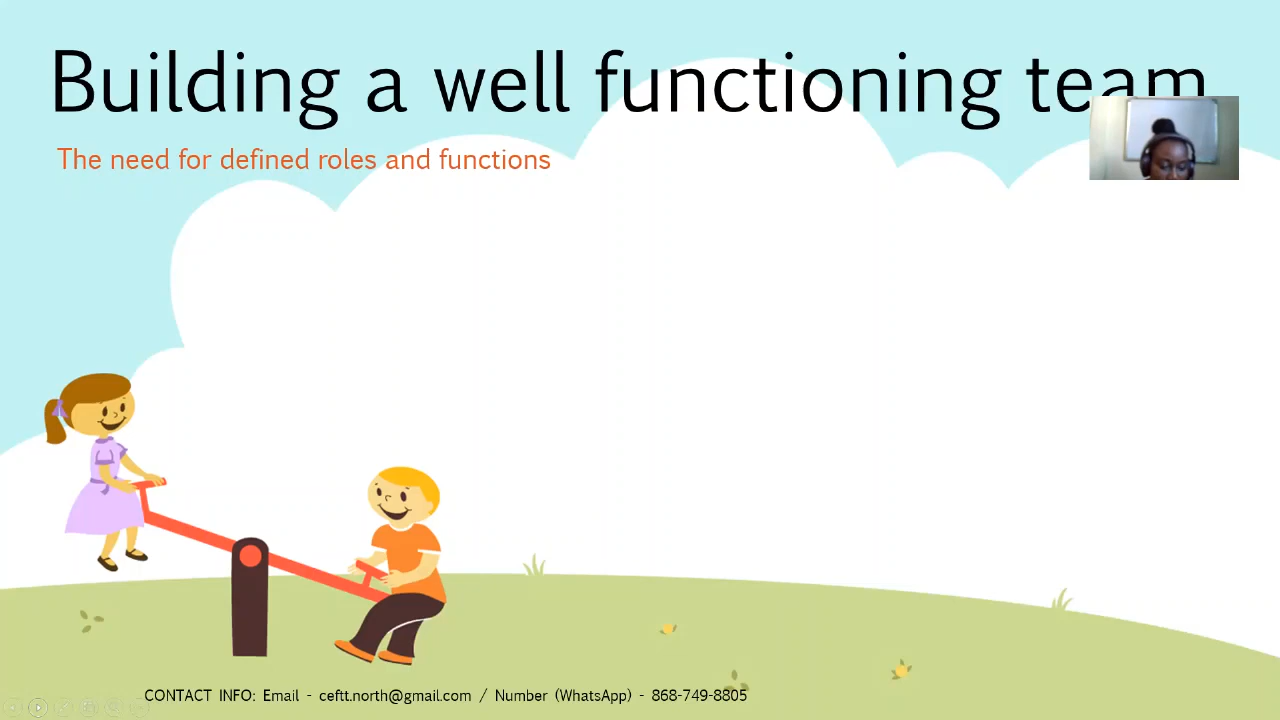 Building a well functioning team
The need for defined roles and functions
CONTACT INFO: Email - ceftt.north@gmail.com / Number (WhatsApp) - 868-749-8805